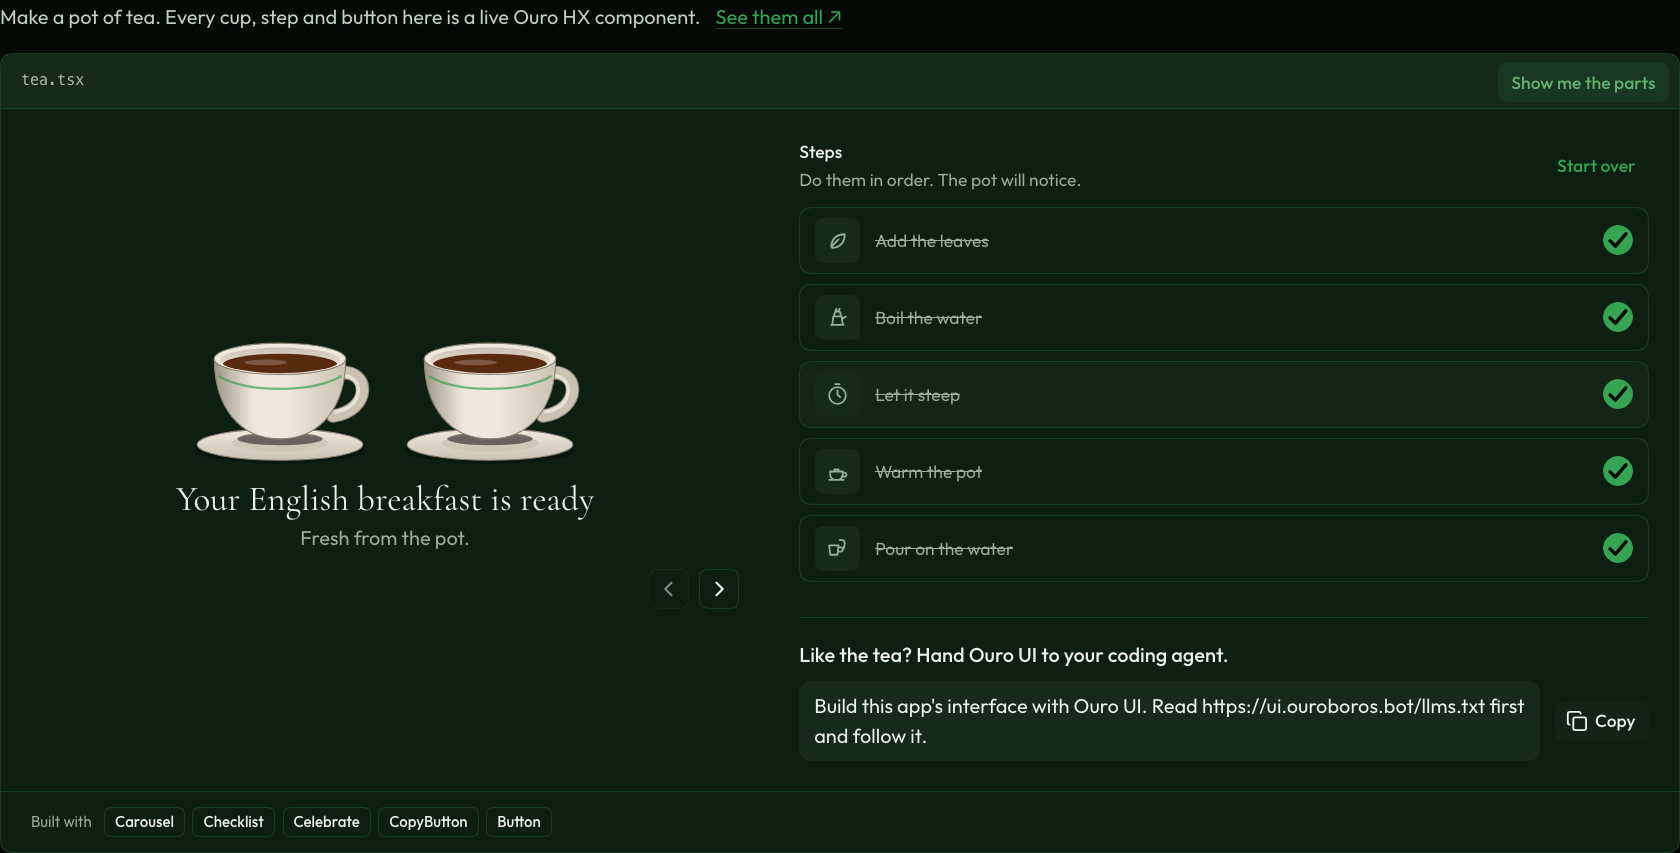 Make a pot of tea. Every cup, step and button here is a live Ouro HX component. See them all ↗
tea.tsx
Show me the parts
Your English breakfast is ready
Fresh from the pot.
Steps
Do them in order. The pot will notice.
Start over
Add the leaves
Boil the water
Let it steep
Warm the pot
Pour on the water
Like the tea? Hand Ouro UI to your coding agent.
Build this app's interface with Ouro UI. Read https://ui.ouroboros.bot/llms.txt first
and follow it.
Copy
Built with Carousel Checklist Celebrate CopyButton Button